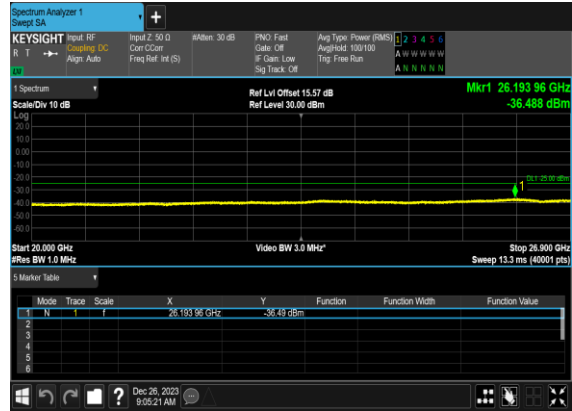 Spectrum Analyzer 1
Swept SA
+
KEYSIGHT Input: RF Input Z: 50 Ω #Atten: 30 dB PNO: Fast Avg Type: Power (RMS) 1 2 3 4 5 6
R T Coupling: DC Corr CCorr Gate: Off Avg|Hold: 100/100 A W W W W W
Align: Auto Freq Ref: Int (S) IF Gain: Low Trig: Free Run
Sig Track: Off A N N N N N
1 Spectrum Ref Lvl Offset 15.57 dB Mkr1 26.193 96 GHz
Scale/Div 10 dB Ref Level 30.00 dBm -36.488 dBm
Log
20.0
10.0
0.00
-10.0
-20.0
DL1 -25.00 dBm
1
-30.0
-40.0
-50.0
-60.0
Start 20.000 GHz Video BW 3.0 MHz* Stop 26.900 GHz
#Res BW 1.0 MHz Sweep 13.3 ms (40001 pts)
5 Marker Table
Mode Trace Scale X Y Function Function Width Function Value
1 N 1 f 26.193 96 GHz -36.49 dBm
2
3
4
5
6
? Dec 26, 2023
9:05:21 AM